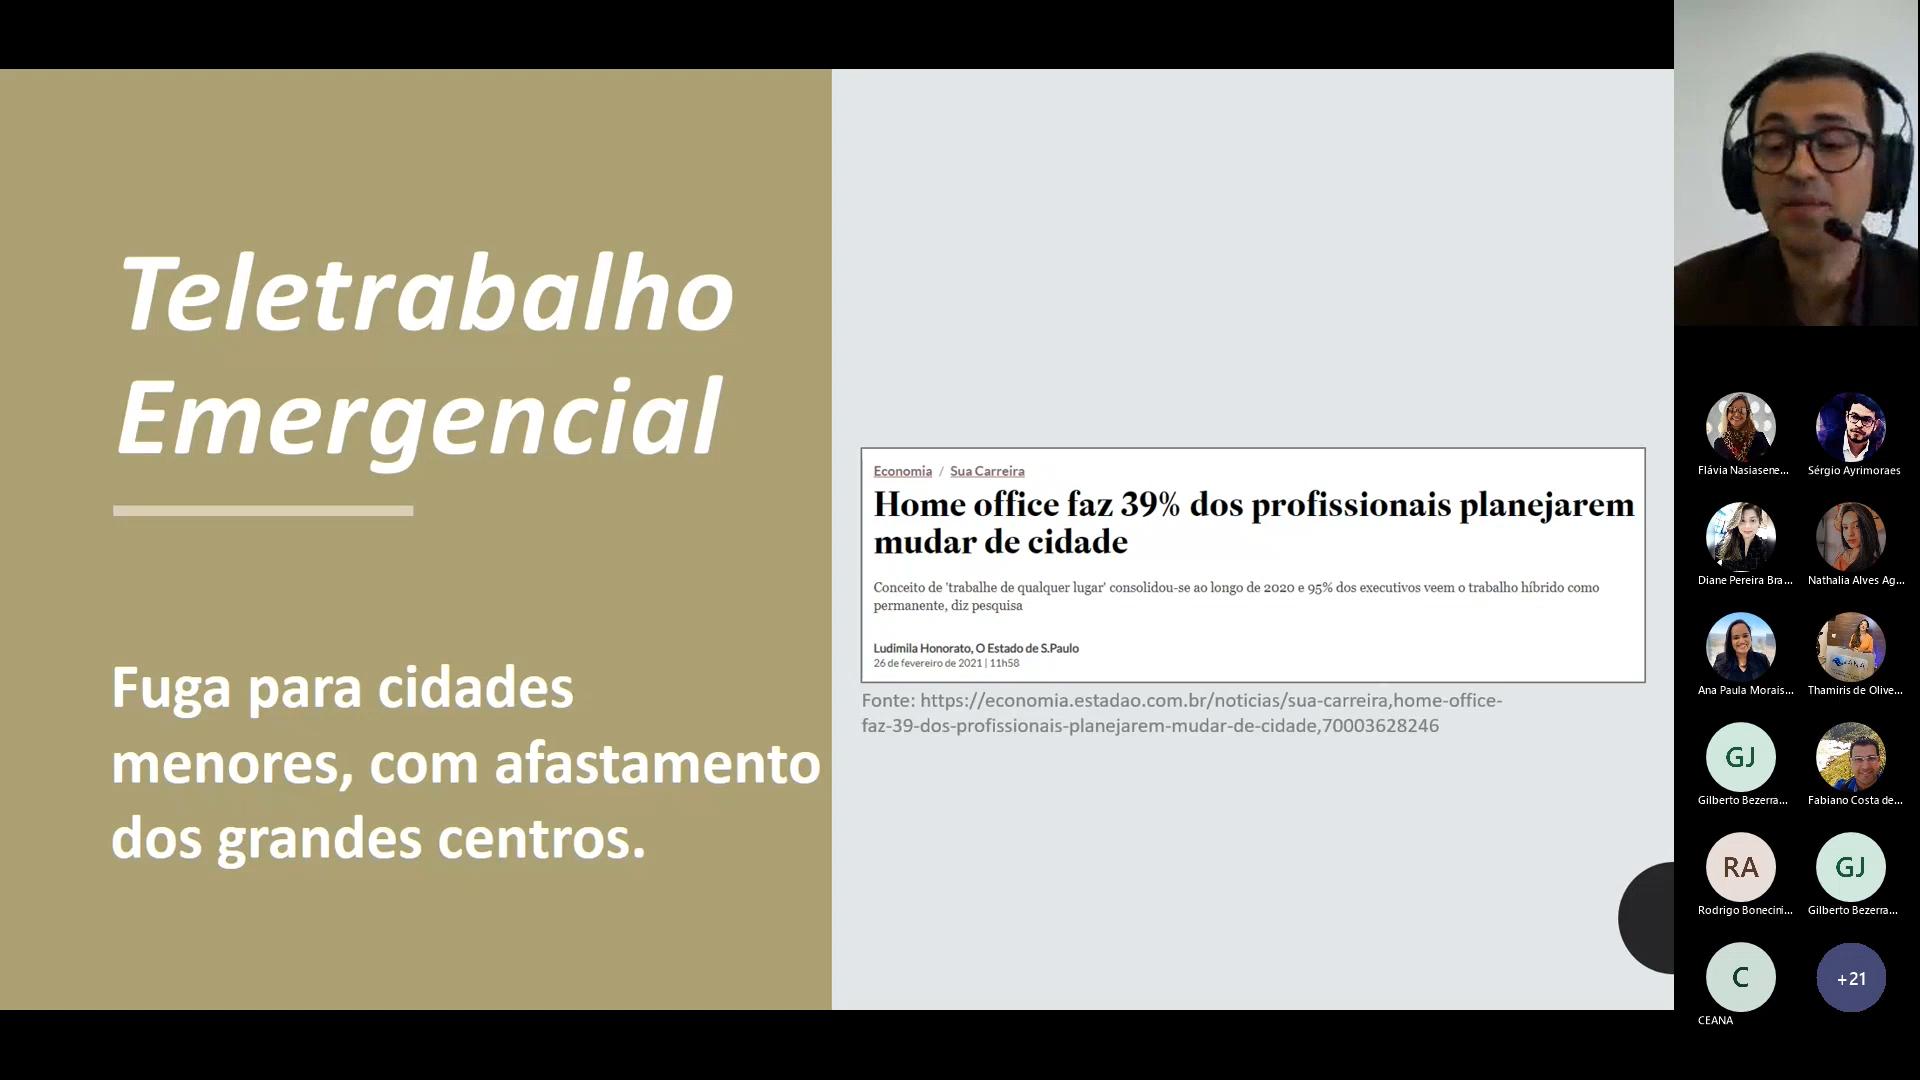 Teletrabalho
Emergencial
Fuga para cidades
menores, com afastamento
dos grandes centros.
Economia / Sua Carreira
Home office faz 39% dos profissionais planejarem
mudar de cidade
Conceito de 'trabalhe de qualquer lugar' consolidou-se ao longo de 2020 e 95% dos executivos veem o trabalho híbrido como
permanente, diz pesquisa
Ludimila Honorato, O Estado de S.Paulo
26 de fevereiro de 2021 | 11h58
Fonte: https://economia.estadao.com.br/noticias/sua-carreira,home-office-
faz-39-dos-profissionais-planejarem-mudar-de-cidade,70003628246
Flávia Nasiasene...
Sérgio Ayrimoraes
Diane Pereira Bra...
Nathalia Alves Ag...
Ana Paula Morais...
Thamiris de Olive...
GJ
Gilberto Bezerra...
Fabiano Costa de...
RA
Rodrigo Bonecini...
GJ
Gilberto Bezerra...
C
CEANA
+21